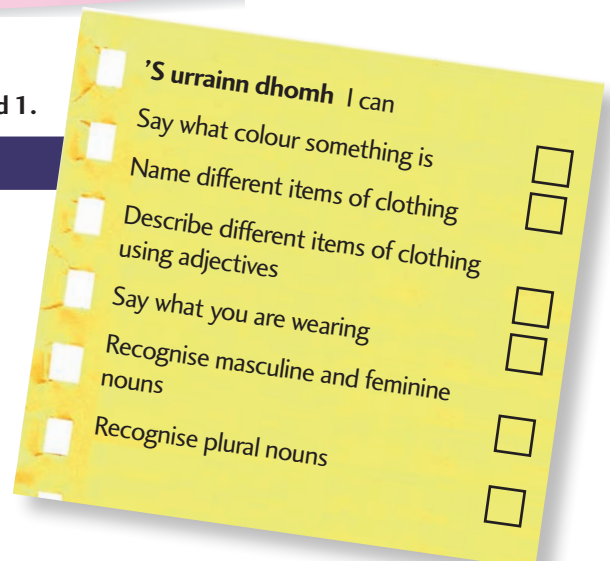 d 1.
’S urrainn dhomh I can
Say what colour something is
Name different items of clothing
Describe different items of clothing
using adjectives
Say what you are wearing
Recognise masculine and feminine
nouns
Recognise plural nouns